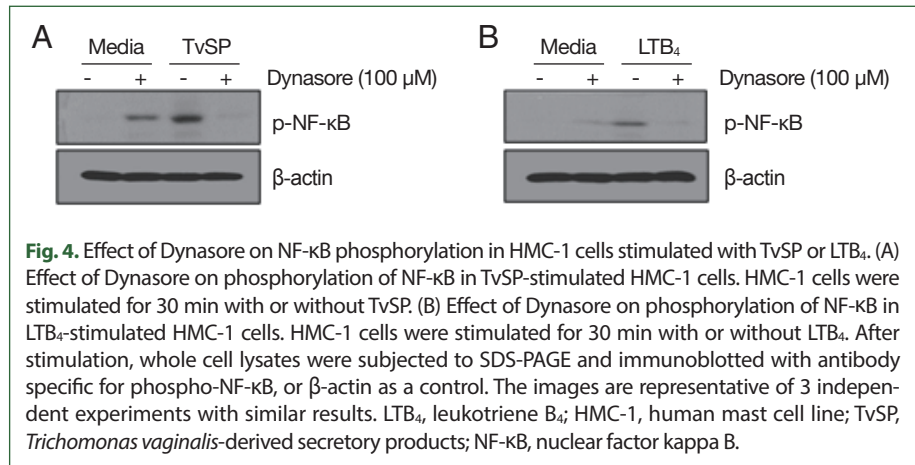 A
B
Media TvSP
Media LTB₄
- + - + Dynasore (100 μM)
- + - + Dynasore (100 μM)
p-NF-κB
p-NF-κB
β-actin
β-actin
Fig. 4. Effect of Dynasore on NF-κB phosphorylation in HMC-1 cells stimulated with TvSP or LTB₄. (A)
Effect of Dynasore on phosphorylation of NF-κB in TvSP-stimulated HMC-1 cells. HMC-1 cells were
stimulated for 30 min with or without TvSP. (B) Effect of Dynasore on phosphorylation of NF-κB in
LTB₄-stimulated HMC-1 cells. HMC-1 cells were stimulated for 30 min with or without LTB₄. After
stimulation, whole cell lysates were subjected to SDS-PAGE and immunoblotted with antibody
specific for phospho-NF-κB, or β-actin as a control. The images are representative of 3 indepen-
dent experiments with similar results. LTB₄, leukotriene B₄; HMC-1, human mast cell line; TvSP,
Trichomonas vaginalis-derived secretory products; NF-κB, nuclear factor kappa B.